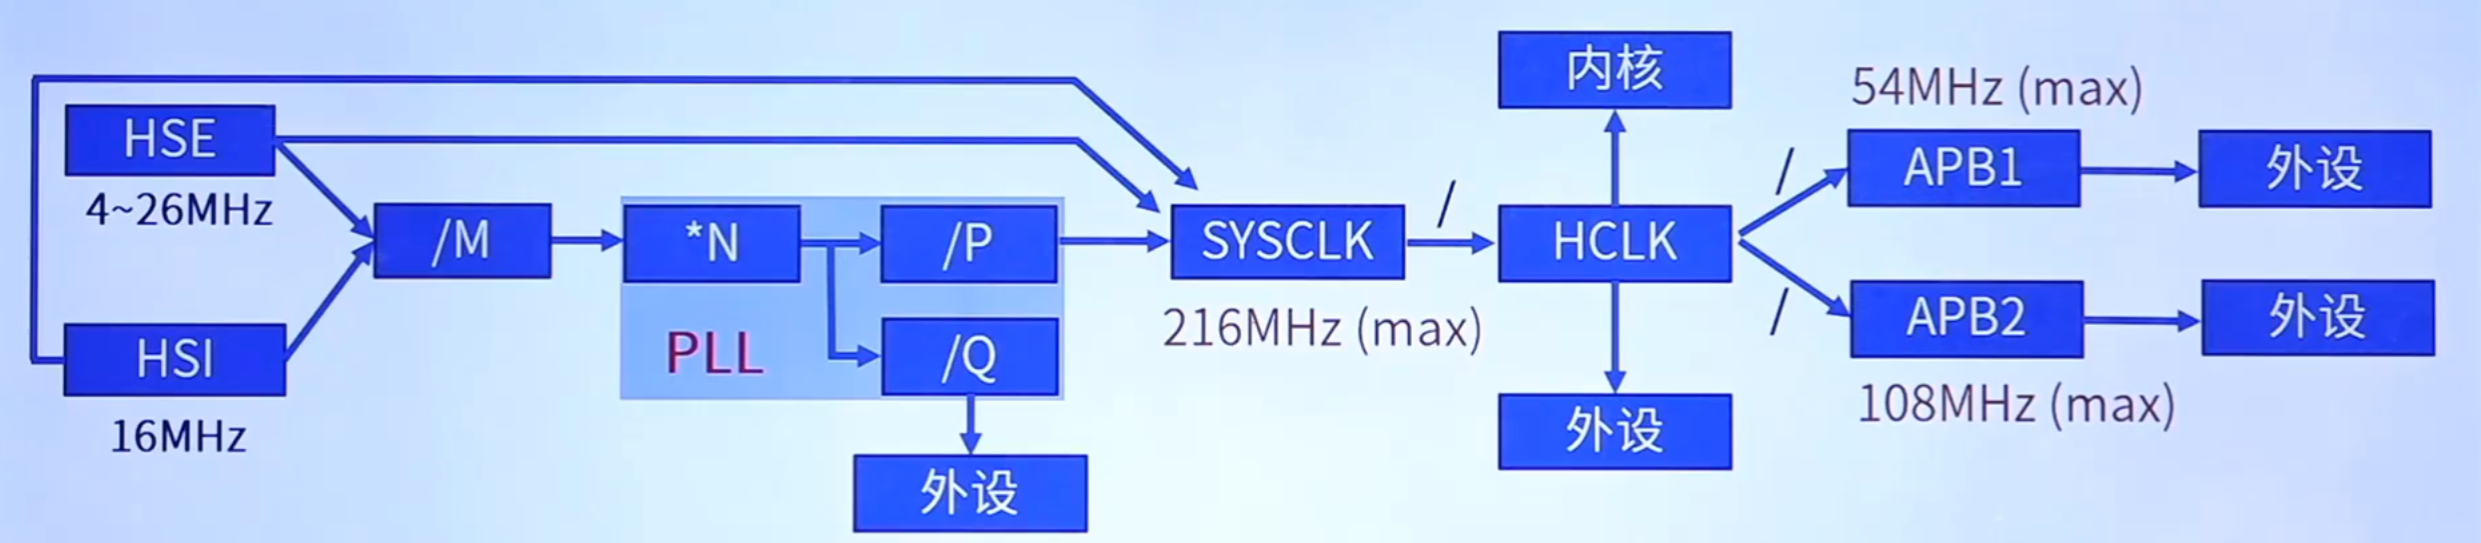 HSE
4~26MHz
HSI
16MHz
/M
*N
/P
PLL
/Q
外设
SYSCLK
216MHz (max)
/
内核
HCLK
外设
/
/
54MHz (max)
APB1
外设
APB2
外设
108MHz (max)